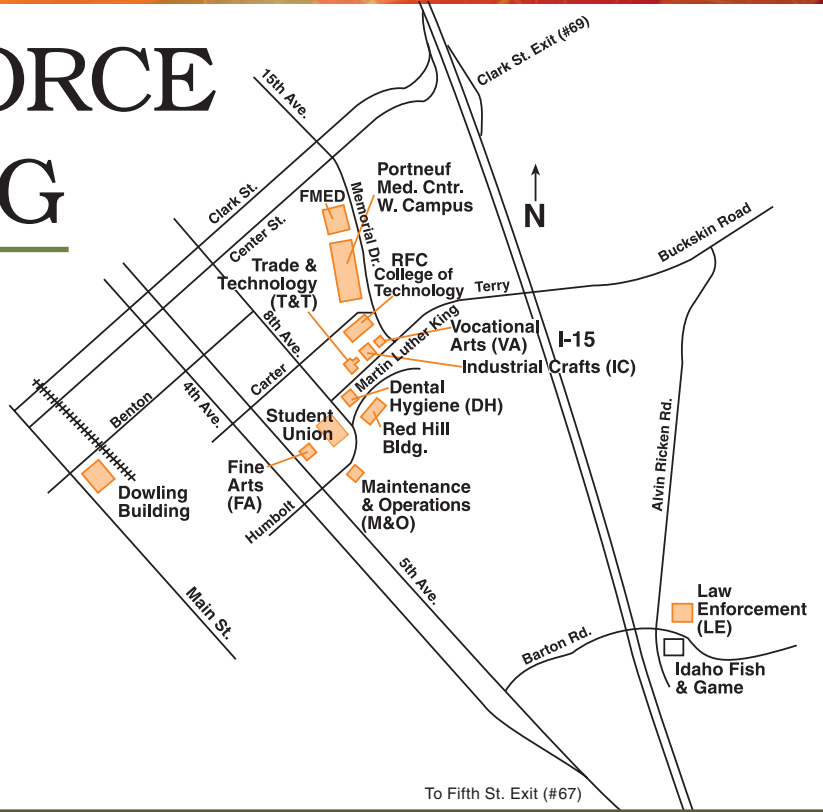 ORCE
G
Clark St. Exit (#69)
15th Ave.
Portneuf
Med. Cntr.
W. Campus
FMED
Memorial Dr.
Clark St.
Center St.
N
Buckskin Road
Trade &
Technology
(T&T)
RFC
College of
Technology
Terry
8th Ave.
Martin Luther King
Vocational
Arts (VA)
I-15
Industrial Crafts (IC)
Carter
Benton
4th Ave.
Dental
Hygiene (DH)
Student
Union
Red Hill
Bldg.
Fine
Arts
(FA)
Dowling
Building
Maintenance
& Operations
(M&O)
Humbolt
Alvin Ricken Rd.
5th Ave.
Main St.
Law
Enforcement
(LE)
Barton Rd.
Idaho Fish
& Game
To Fifth St. Exit (#67)